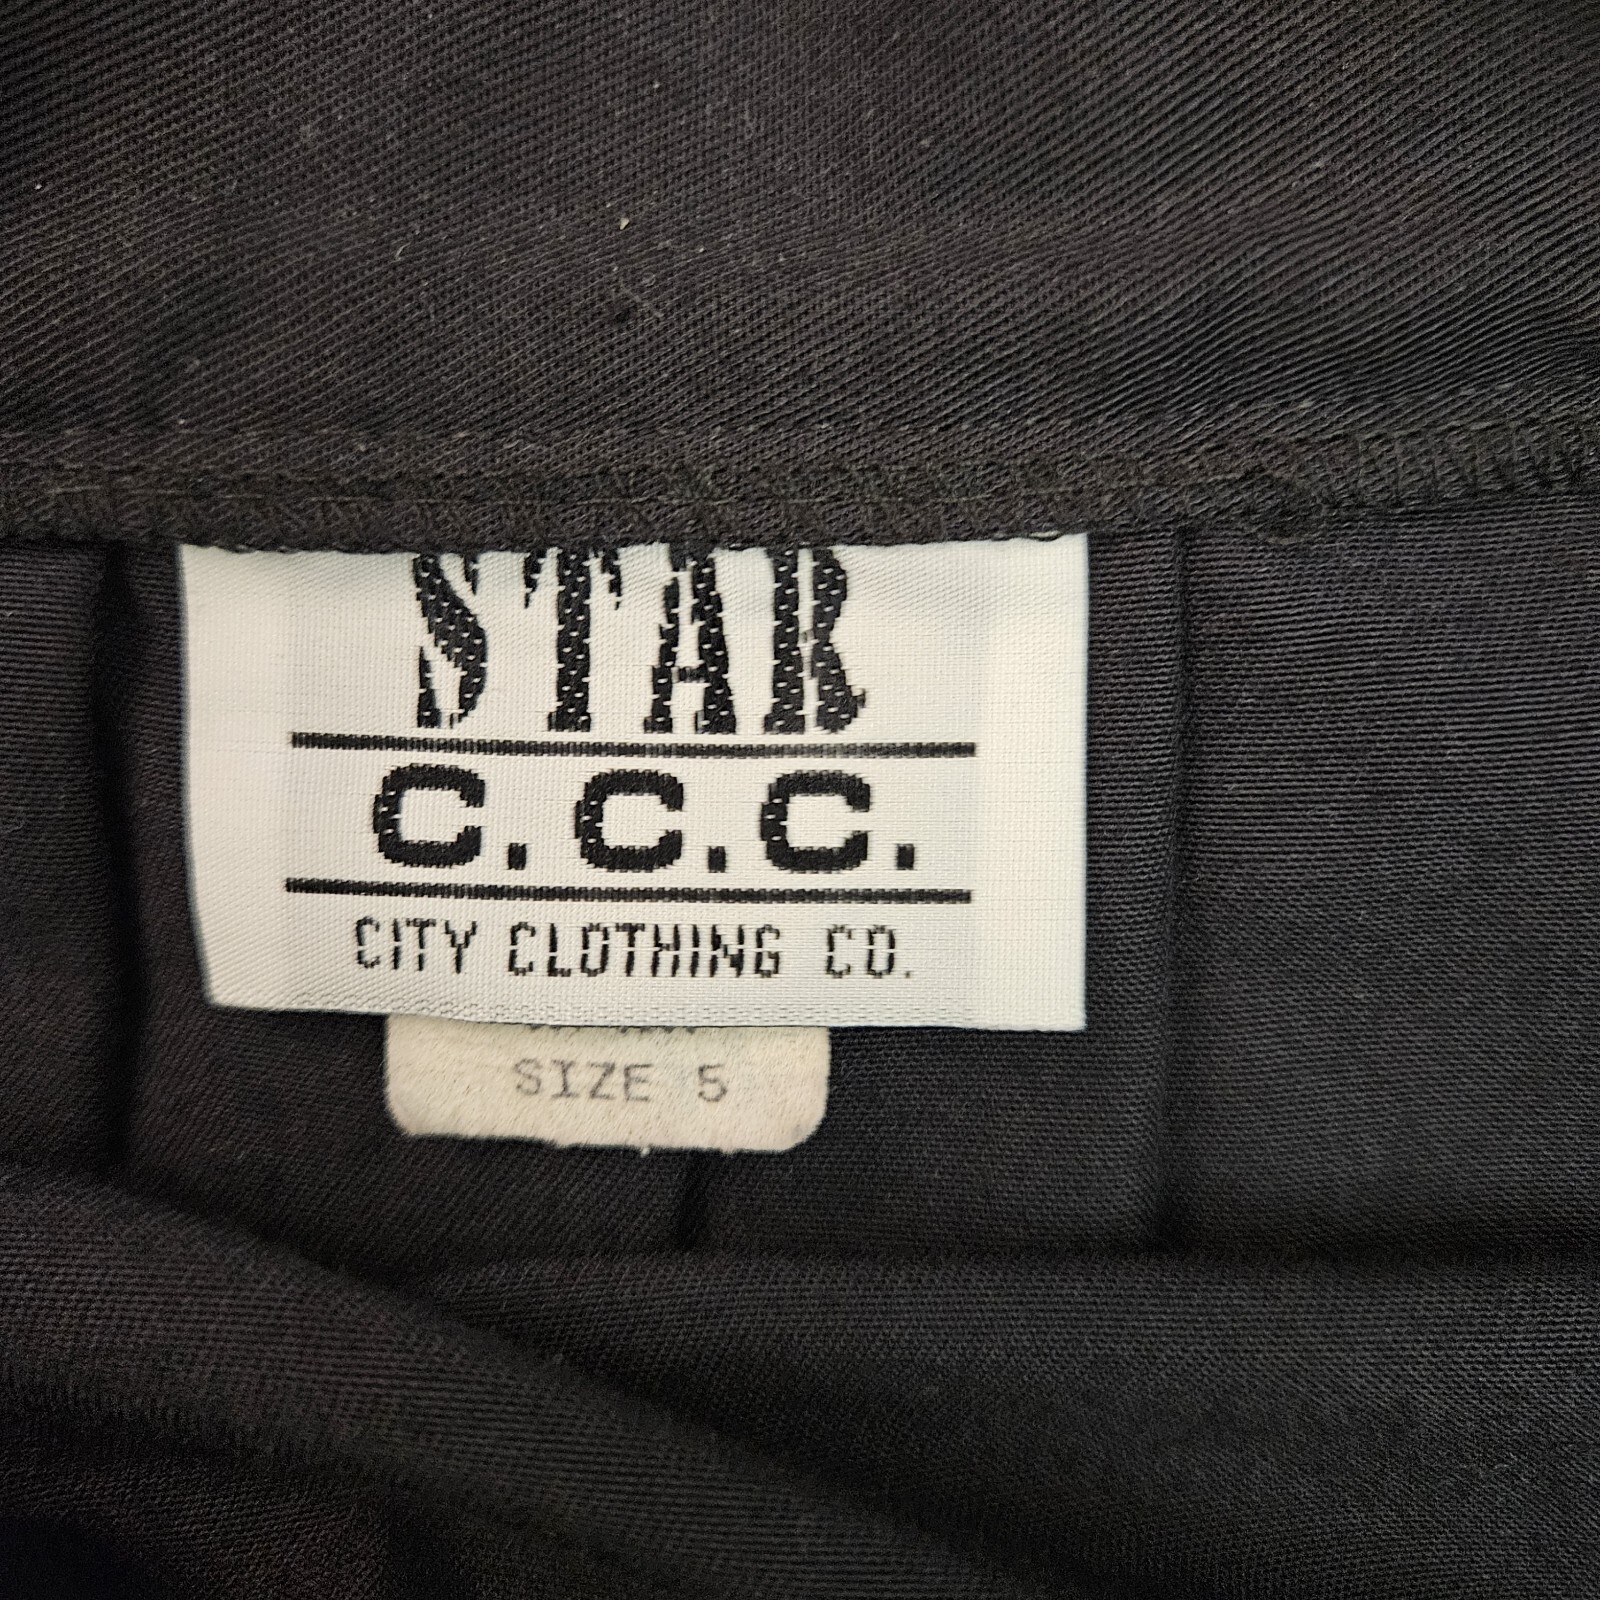 STAR
C.C.C.
CITY CLOTHING CO.
SIZE 5